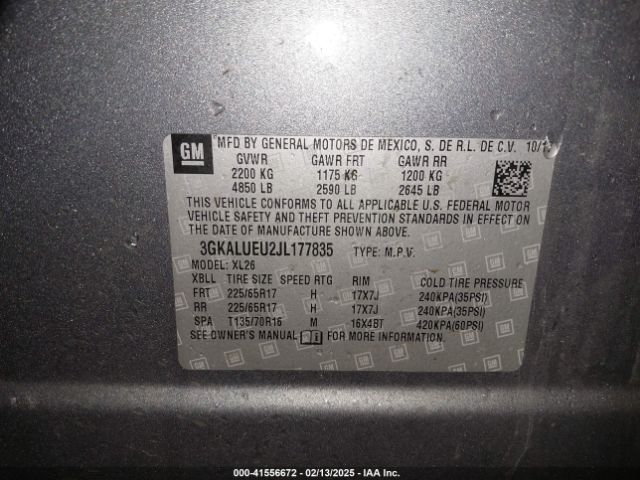 GM
MFD BY GENERAL MOTORS DE MEXICO, S. DE R.L. DE C.V. 10/1
GVWR GAWR FRT GAWR RR
2200 KG 1175 KG 1200 KG
4850 LB 2590 LB 2645 LB
THIS VEHICLE CONFORMS TO ALL APPLICABLE U.S. FEDERAL MOTOR
VEHICLE SAFETY AND THEFT PREVENTION STANDARDS IN EFFECT ON
THE DATE OF MANUFACTURE SHOWN ABOVE.
3GKALUEU2JL177835 TYPE: M.P.V.
MODEL: XL26
XBLL TIRE SIZE SPEED RTG RIM COLD TIRE PRESSURE
FRT 225/65R17 H 17X7J 240KPA(35PSI)
RR 225/65R17 H 17X7J 240KPA(35PSI)
SPA T135/70R16 M 16X4BT 420KPA(60PSI)
SEE OWNER'S MANUAL FOR MORE INFORMATION.
000-41556672 - 02/13/2025 - IAA Inc.